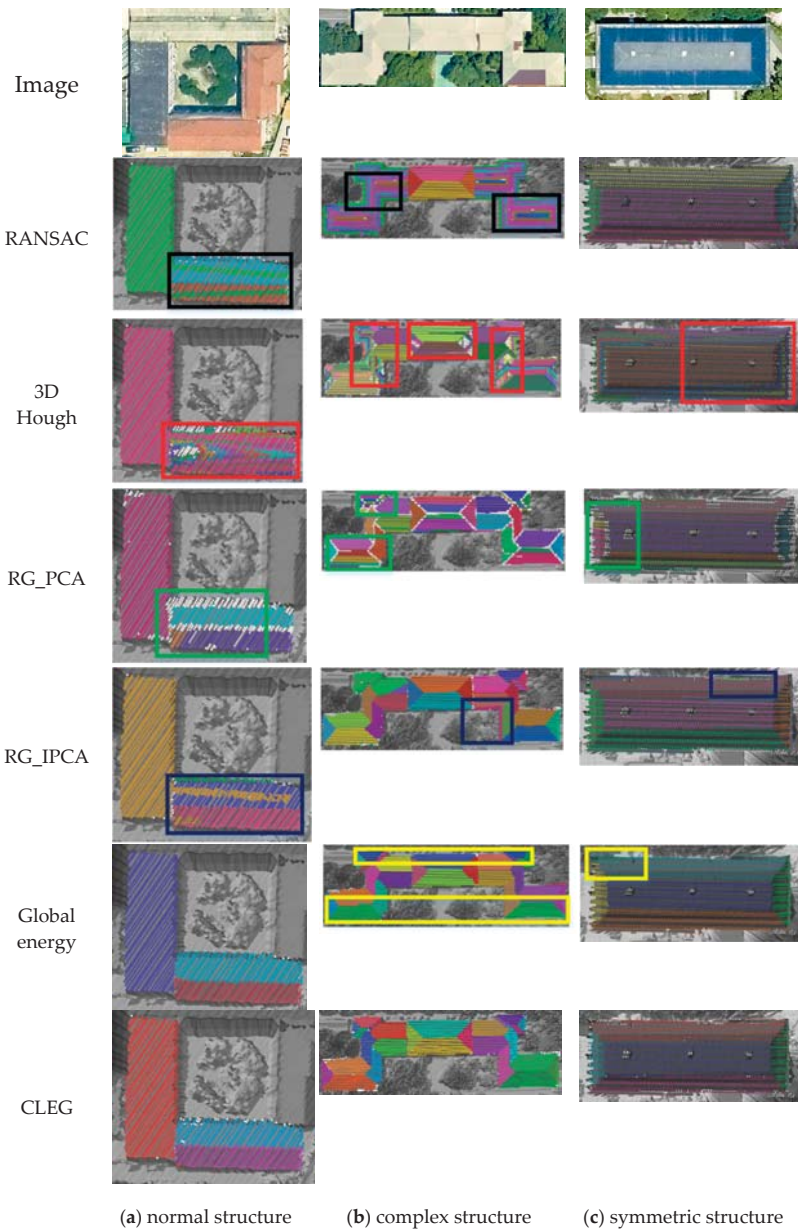 Image
RANSAC
3D
Hough
RG_PCA
RG_IPCA
Global
energy
CLEG
(a) normal structure (b) complex structure (c) symmetric structure